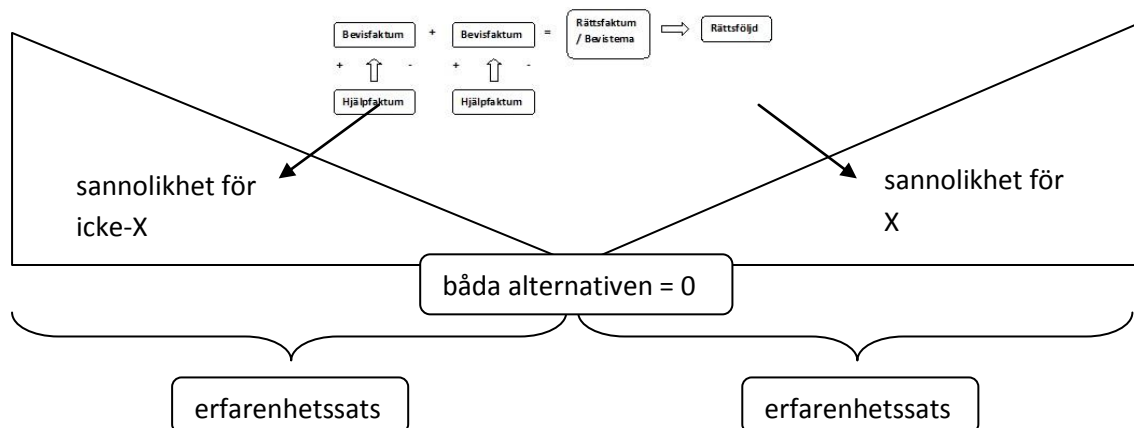 Bevisfaktum + Bevisfaktum = Rättsfaktum / Bevistema Rättsföljd
+ - + -
Hjälpfaktum Hjälpfaktum
sannolikhet för
icke-X
sannolikhet för
X
båda alternativen = 0
erfarenhetssats erfarenhetssats